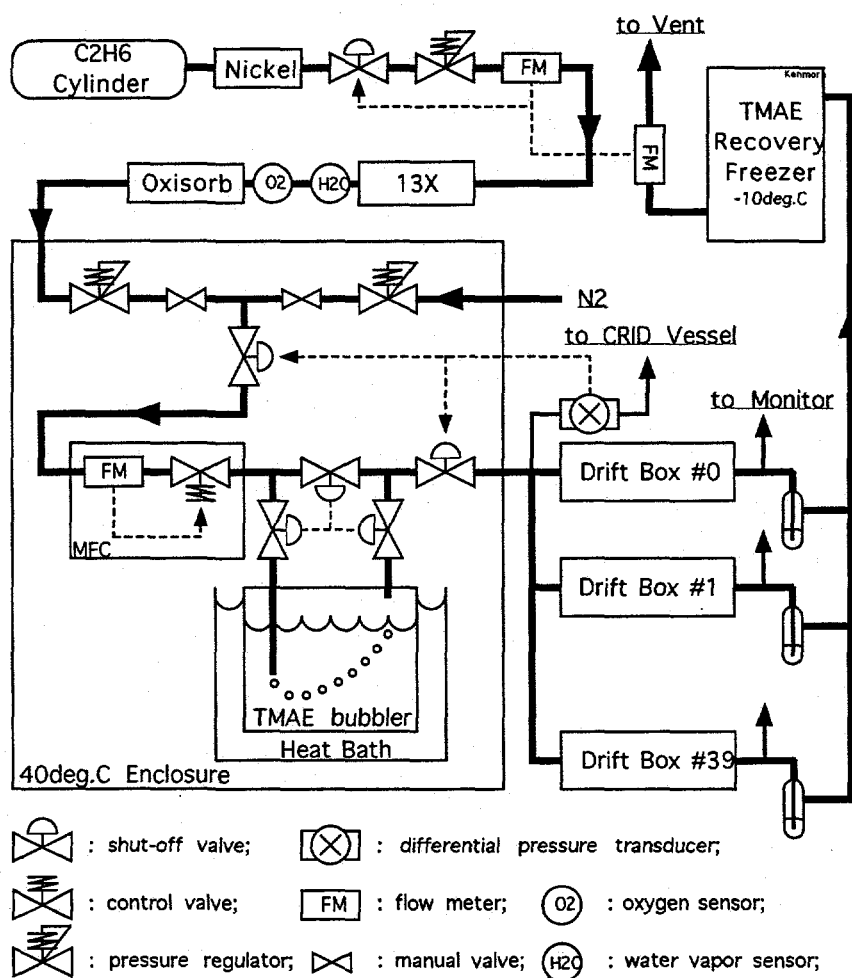 C2H6
Cylinder
Nickel
FM
to Vent
Kenmor
TMAE
Recovery
Freezer
-10deg.C
FM
Oxisorb
O2
H2O
13X
N2
to CRID Vessel
to Monitor
FM
MFC
Drift Box #0
Drift Box #1
TMAE bubbler
Heat Bath
Drift Box #39
40deg.C Enclosure
: shut-off valve;
: differential pressure transducer;
: control valve;
FM : flow meter;
O2 : oxygen sensor;
: pressure regulator;
: manual valve;
H2O : water vapor sensor;